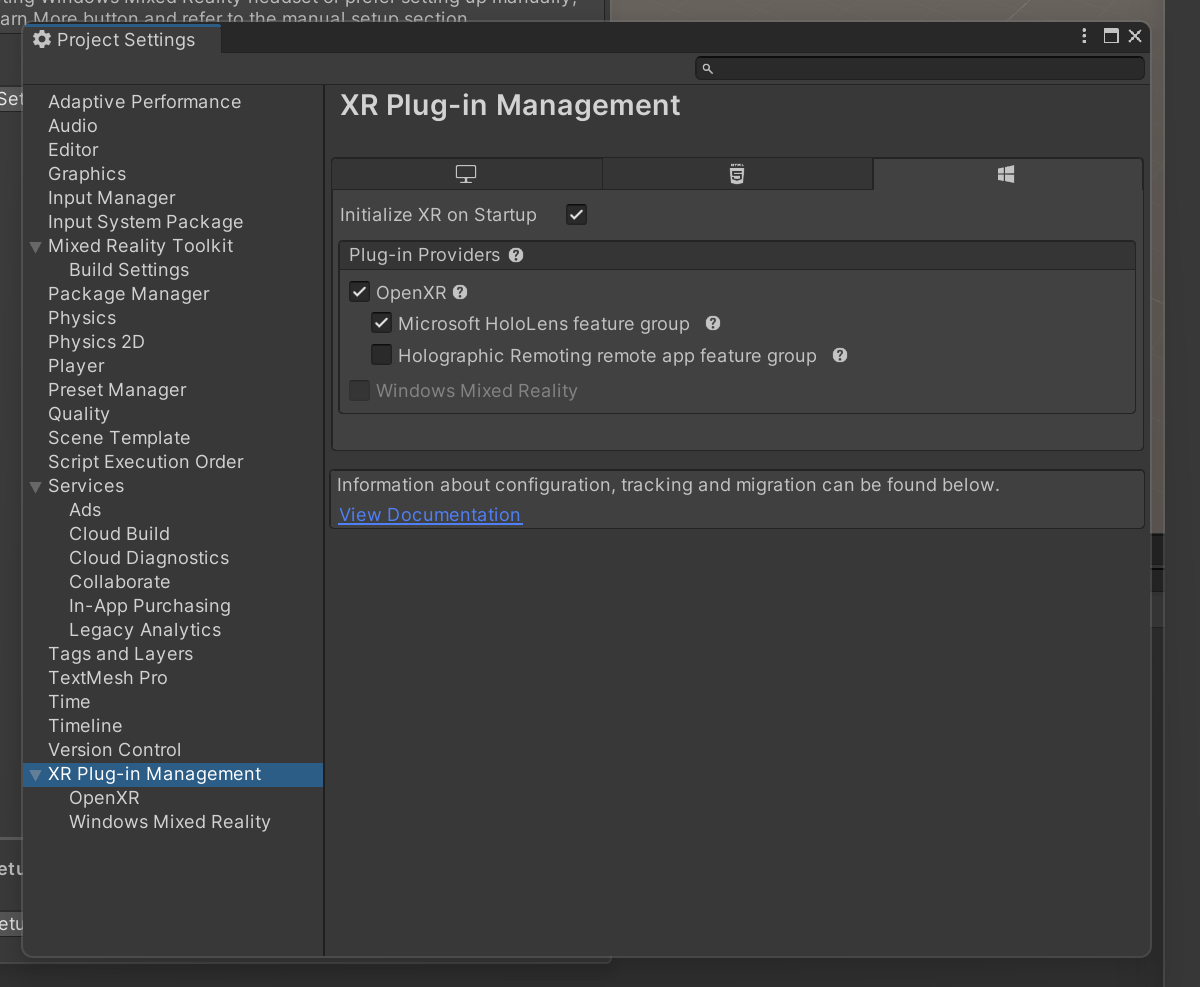 ting Windows Mixed Reality headset or prefer setting up manually,
arn More button and refer to the manual setup section.
Project Settings
Set
Adaptive Performance
Audio
Editor
Graphics
Input Manager
Input System Package
Mixed Reality Toolkit
Build Settings
Package Manager
Physics
Physics 2D
Player
Preset Manager
Quality
Scene Template
Script Execution Order
Services
Ads
Cloud Build
Cloud Diagnostics
Collaborate
In-App Purchasing
Legacy Analytics
Tags and Layers
TextMesh Pro
Time
Timeline
Version Control
XR Plug-in Management
OpenXR
Windows Mixed Reality
etu
etu
XR Plug-in Management
HTML 5
Initialize XR on Startup
Plug-in Providers ?
OpenXR ?
Microsoft HoloLens feature group ?
Holographic Remoting remote app feature group ?
Windows Mixed Reality
Information about configuration, tracking and migration can be found below.
View Documentation